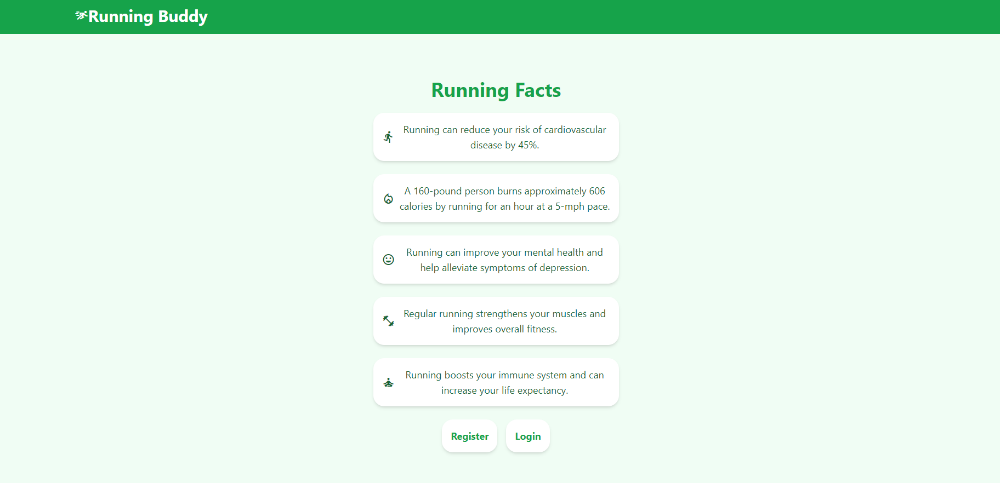 Running Buddy
Running Facts
Running can reduce your risk of cardiovascular
disease by 45%.
A 160-pound person burns approximately 606
calories by running for an hour at a 5-mph pace.
Running can improve your mental health and
help alleviate symptoms of depression.
Regular running strengthens your muscles and
improves overall fitness.
Running boosts your immune system and can
increase your life expectancy.
Register
Login